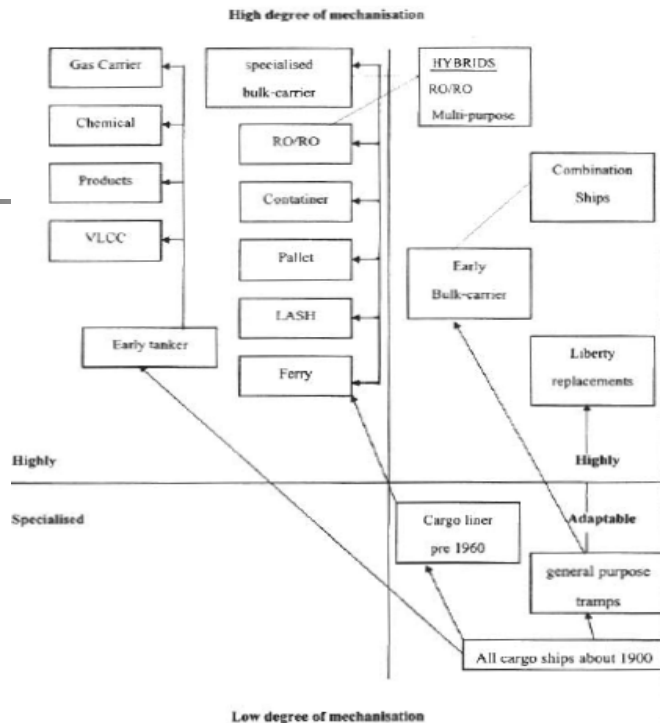 High degree of mechanisation
Gas Carrier
Chemical
Products
VLCC
Early tanker
specialised
bulk-carrier
RO/RO
Contatiner
Pallet
LASH
Ferry
HYBRIDS
RO/RO
Multi-purpose
Combination
Ships
Early
Bulk-carrier
Liberty
replacements
Highly
Highly
Specialised
Adaptable
Cargo liner
pre 1960
general purpose
tramps
All cargo ships about 1900
Low degree of mechanisation